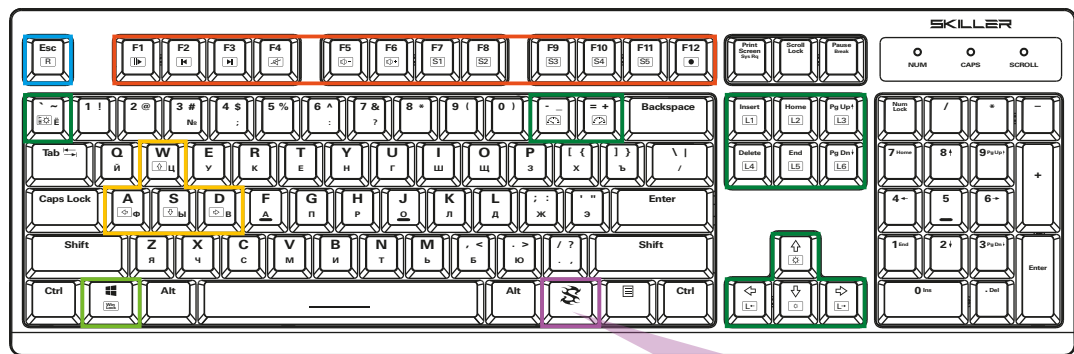 SKILLER
Esc F1 F2 F3 F4 F5 F6 F7 F8 F9 F10 F11 F12 Print Screen Sys Rq Scroll Lock Pause Break
R S1 S2 S3 S4 S5
NUM CAPS SCROLL
` ~ 1 ! 2 @ 3 # 4 $ 5 % 6 ^ 7 & 8 * 9 ( 0 ) - _ = + Backspace Insert Home Pg Up Num Lock / * −
Ё № ; : ? L1 L2 L3
Tab Q W E R T Y U I O P [ { ] } \ | Delete End Pg Dn 7 Home 8 9 PgUp +
Й Ц У К Е Н Г Ш Щ З Х Ъ / L4 L5 L6
Caps Lock A S D F G H J K L ; : ' " Enter 4 5 6
Ф Ы В А П Р О Л Д Ж Э
Shift Z X C V B N M , < . > / ? Shift 1 End 2 3 Pg Dn Enter
Я Ч С М И Т Ь Б Ю . ,
Ctrl Alt Alt Ctrl 0 Ins . Del
L L